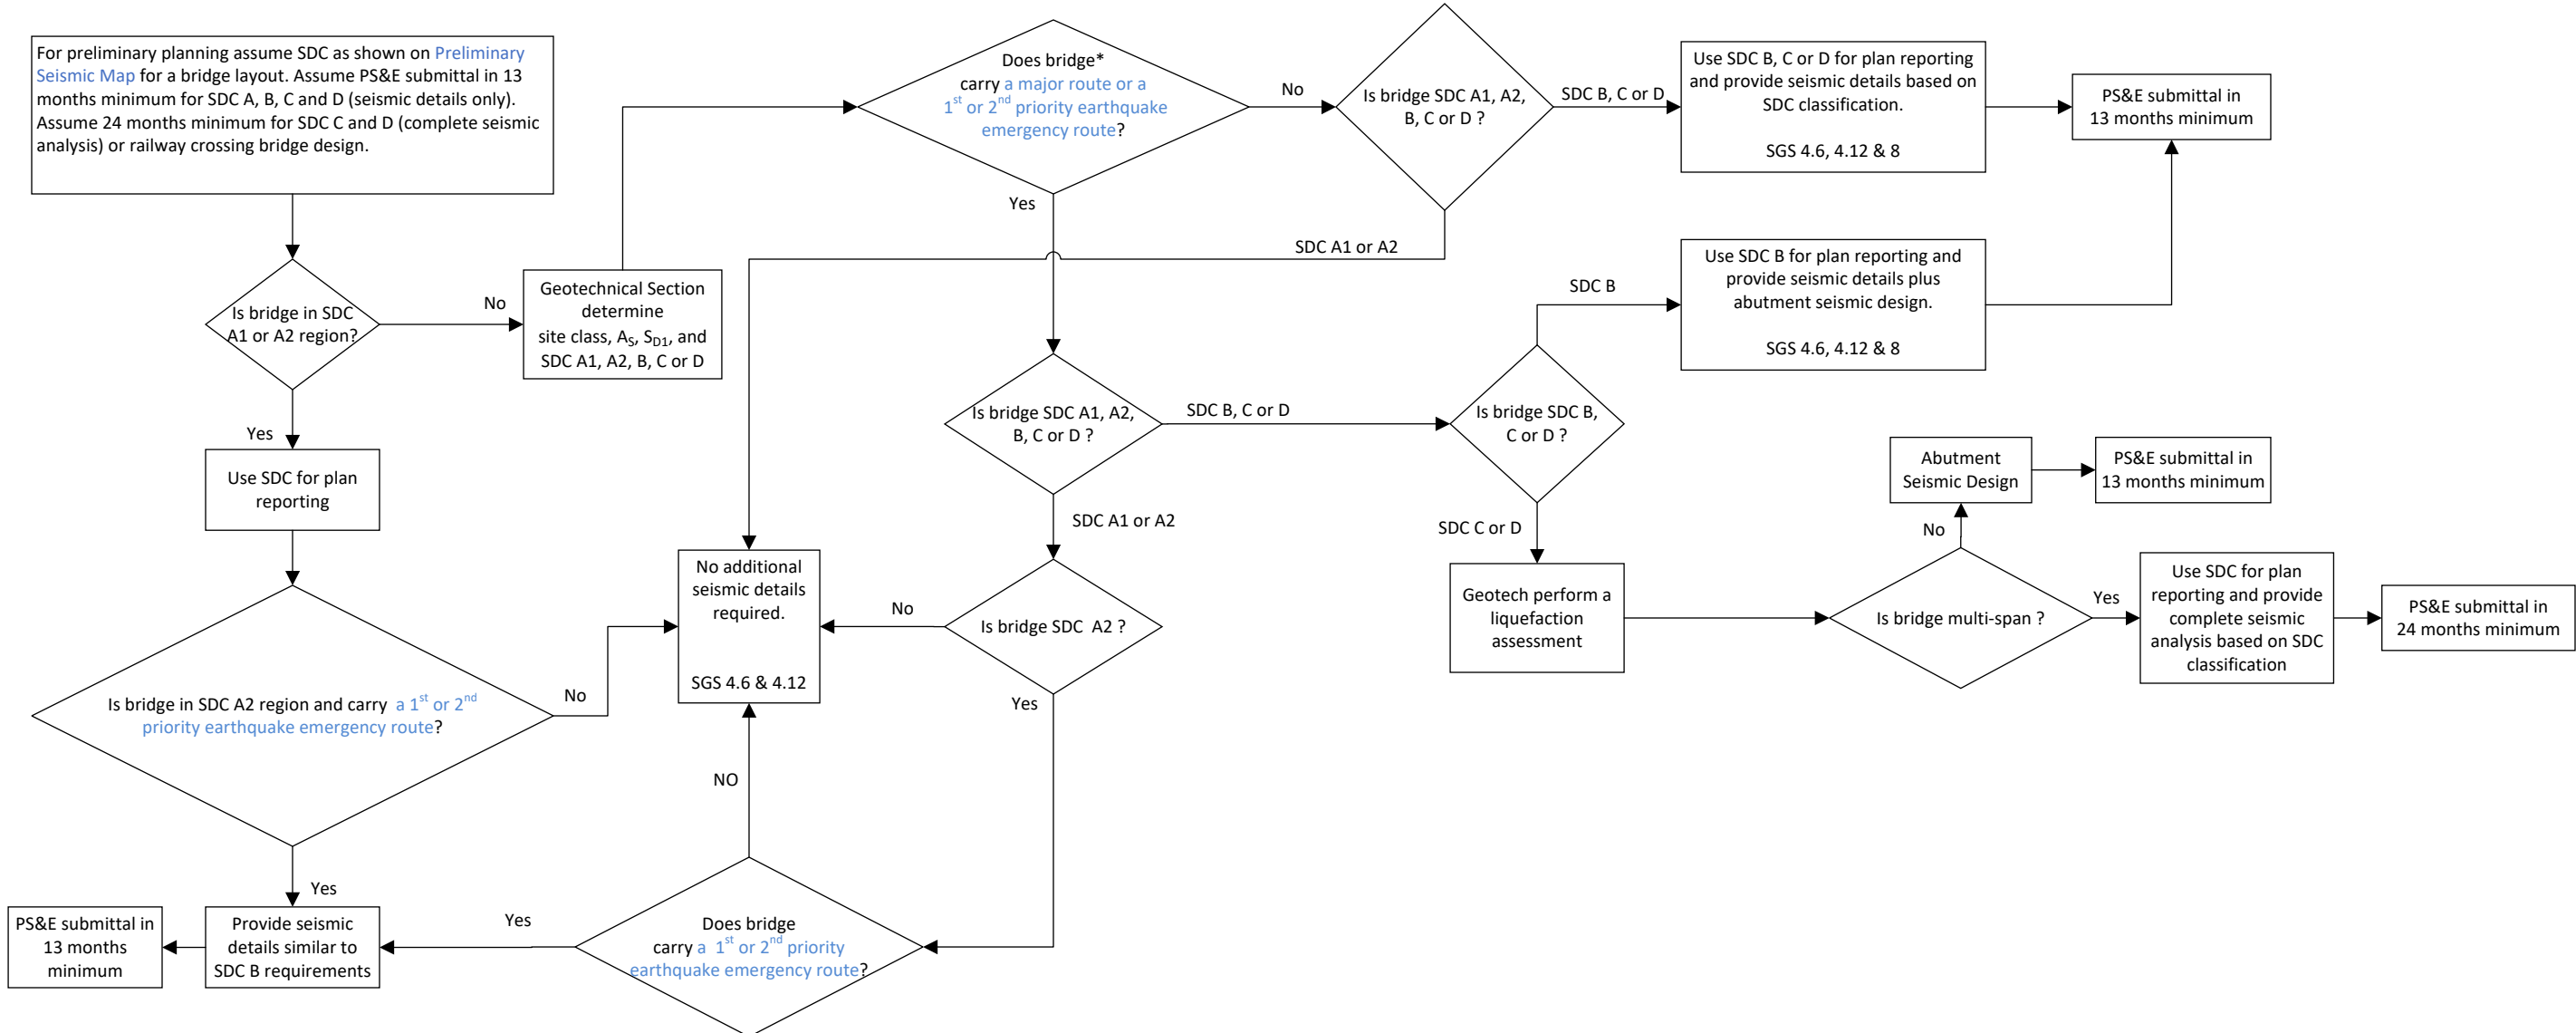 For preliminary planning assume SDC as shown on Preliminary
Seismic Map for a bridge layout. Assume PS&E submittal in 13
months minimum for SDC A, B, C and D (seismic details only).
Assume 24 months minimum for SDC C and D (complete seismic
analysis) or railway crossing bridge design.
Is bridge in SDC
A1 or A2 region?
No
Geotechnical Section
determine
site class, AS, SD1, and
SDC A1, A2, B, C or D
Does bridge*
carry a major route or a
1st or 2nd priority earthquake
emergency route?
No
Is bridge SDC A1, A2,
B, C or D ?
SDC B, C or D
Use SDC B, C or D for plan reporting
and provide seismic details based on
SDC classification.
SGS 4.6, 4.12 & 8
PS&E submittal in
13 months minimum
Yes
SDC A1 or A2
Use SDC B for plan reporting and
provide seismic details plus
abutment seismic design.
SGS 4.6, 4.12 & 8
SDC B
Is bridge SDC A1, A2,
B, C or D ?
SDC B, C or D
Is bridge SDC B,
C or D ?
Yes
Use SDC for plan
reporting
SDC A1 or A2
SDC C or D
Abutment
Seismic Design
PS&E submittal in
13 months minimum
No
Geotech perform a
liquefaction
assessment
Is bridge multi-span ?
Yes
Use SDC for plan
reporting and provide
complete seismic
analysis based on SDC
classification
PS&E submittal in
24 months minimum
No additional
seismic details
required.
SGS 4.6 & 4.12
No
Is bridge SDC A2 ?
Yes
Is bridge in SDC A2 region and carry a 1st or 2nd
priority earthquake emergency route?
No
NO
Yes
PS&E submittal in
13 months
minimum
Provide seismic
details similar to
SDC B requirements
Yes
Does bridge
carry a 1st or 2nd priority
earthquake emergency route?